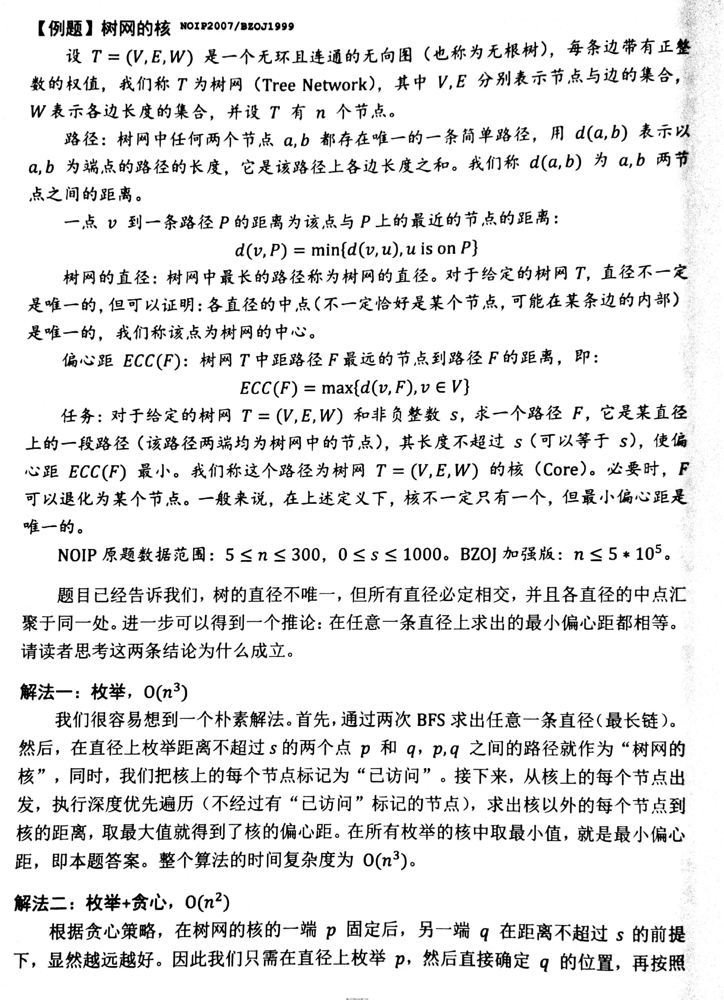 【例题】树网的核 NOIP2007/BZOJ1999
设 T = (V,E,W) 是一个无环且连通的无向图（也称为无根树），每条边带有正整
数的权值，我们称 T 为树网（Tree Network），其中 V,E 分别表示节点与边的集合，
W 表示各边长度的集合，并设 T 有 n 个节点。
路径：树网中任何两个节点 a,b 都存在唯一的一条简单路径，用 d(a,b) 表示以
a,b 为端点的路径的长度，它是该路径上各边长度之和。我们称 d(a,b) 为 a,b 两节
点之间的距离。
一点 v 到一条路径 P 的距离为该点与 P 上的最近的节点的距离：
d(v,P) = min{d(v,u),u is on P}
树网的直径：树网中最长的路径称为树网的直径。对于给定的树网 T，直径不一定
是唯一的，但可以证明：各直径的中点（不一定恰好是某个节点，可能在某条边的内部）
是唯一的，我们称该点为树网的中心。
偏心距 ECC(F)：树网 T 中距路径 F 最远的节点到路径 F 的距离，即：
ECC(F) = max{d(v,F),v ∈ V}
任务：对于给定的树网 T = (V,E,W) 和非负整数 s，求一个路径 F，它是某直径
上的一段路径（该路径两端均为树网中的节点），其长度不超过 s（可以等于 s），使偏
心距 ECC(F) 最小。我们称这个路径为树网 T = (V,E,W) 的核（Core）。必要时，F
可以退化为某个节点。一般来说，在上述定义下，核不一定只有一个，但最小偏心距是
唯一的。
NOIP 原题数据范围：5 ≤ n ≤ 300，0 ≤ s ≤ 1000。BZOJ 加强版：n ≤ 5 * 10⁵。
题目已经告诉我们，树的直径不唯一，但所有直径必定相交，并且各直径的中点汇
聚于同一处。进一步可以得到一个推论：在任意一条直径上求出的最小偏心距都相等。
请读者思考这两条结论为什么成立。
解法一：枚举，O(n³)
我们很容易想到一个朴素解法。首先，通过两次 BFS 求出任意一条直径（最长链）。
然后，在直径上枚举距离不超过 s 的两个点 p 和 q，p,q 之间的路径就作为“树网的
核”，同时，我们把核上的每个节点标记为“已访问”。接下来，从核上的每个节点出
发，执行深度优先遍历（不经过有“已访问”标记的节点），求出核以外的每个节点到
核的距离，取最大值就得到了核的偏心距。在所有枚举的核中取最小值，就是最小偏心
距，即本题答案。整个算法的时间复杂度为 O(n³)。
解法二：枚举+贪心，O(n²)
根据贪心策略，在树网的核的一端 p 固定后，另一端 q 在距离不超过 s 的前提
下，显然越远越好。因此我们只需在直径上枚举 p，然后直接确定 q 的位置，再按照